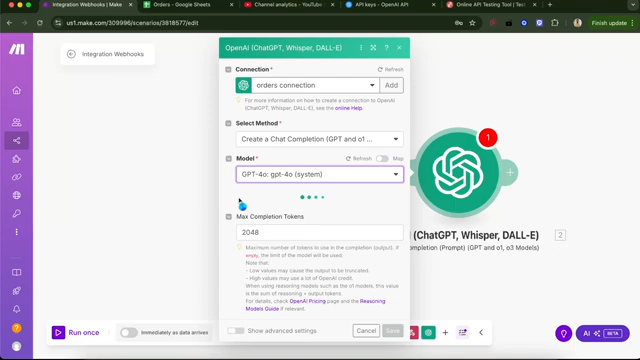 Integration Webhooks | Make
Orders - Google Sheets
Channel analytics - YouTube
API keys - OpenAI API
Online API Testing Tool | Test
us1.make.com/309996/scenarios/3818577/edit
Finish update
Integration Webhooks
OpenAI (ChatGPT, Whisper, DALL-E)
Connection*
Refresh
orders connection
Add
For more information on how to create a connection to OpenAI
(ChatGPT, Whisper, DALL-E), see the online Help.
Select Method*
Create a Chat Completion (GPT and o1 ...
Model*
Refresh
Map
GPT-4o: gpt-4o (system)
1
Max Completion Tokens
2048
(ChatGPT, Whisper, DALL-E)
2
ompletion (Prompt) (GPT and o1, o3 Models)
Maximum number of tokens to use in the completion (output). If
empty, the limit of the model will be used.
Note that:
- Low values may cause the output to be truncated.
- High values may use a lot of OpenAI credit.
When using reasoning models such as the o1 models, this value
is the sum of reasoning + output tokens.
For details, check OpenAI Pricing page and the Reasoning
Models Guide if relevant.
Run once
Immediately as data arrives
Show advanced settings
Cancel
Save
AI
BETA